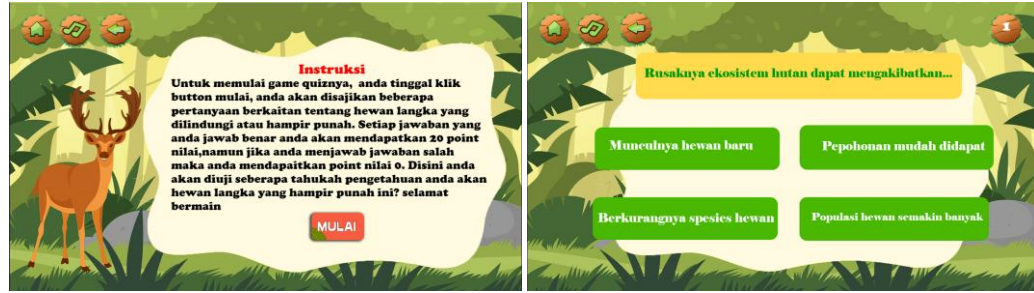 Instruksi
Untuk memulai game quiznya, anda tinggal klik
button mulai, anda akan disajikan beberapa
pertanyaan berkaitan tentang hewan langka yang
dilindungi atau hampir punah. Setiap jawaban yang
anda jawab benar anda akan mendapatkan 20 point
nilai,namun jika anda menjawab jawaban salah
maka anda mendapaitkan point nilai 0. Disini anda
akan diuji seberapa tahukah pengetahuan anda akan
hewan langka yang hampir punah ini? selamat
bermain
MULAI
1
Rusaknya ekosistem hutan dapat mengakibatkan...
Munculnya hewan baru
Pepohonan mudah didapat
Berkurangnya spesies hewan
Populasi hewan semakin banyak